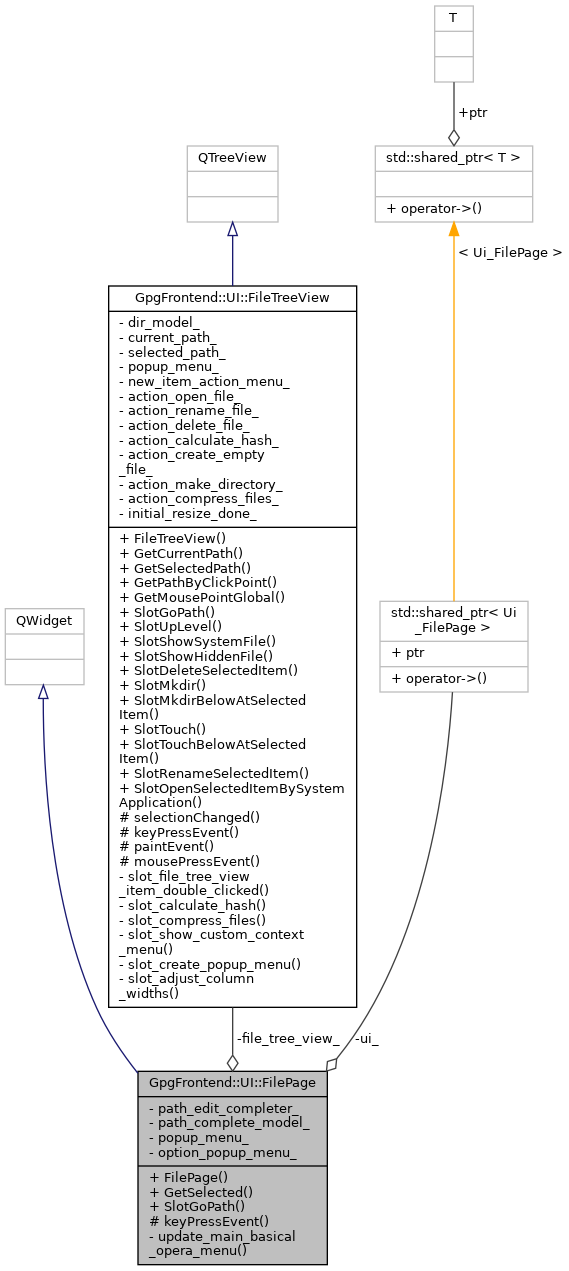 T
+ptr
QTreeView
std::shared_ptr< T >
+ operator->()
< Ui_FilePage >
GpgFrontend::UI::FileTreeView
- dir_model_
- current_path_
- selected_path_
- popup_menu_
- new_item_action_menu_
- action_open_file_
- action_rename_file_
- action_delete_file_
- action_calculate_hash_
- action_create_empty
_file_
- action_make_directory_
- action_compress_files_
- initial_resize_done_
+ FileTreeView()
+ GetCurrentPath()
+ GetSelectedPath()
+ GetPathByClickPoint()
+ GetMousePointGlobal()
+ SlotGoPath()
+ SlotUpLevel()
+ SlotShowSystemFile()
+ SlotShowHiddenFile()
+ SlotDeleteSelectedItem()
+ SlotMkdir()
+ SlotMkdirBelowAtSelected
Item()
+ SlotTouch()
+ SlotTouchBelowAtSelected
Item()
+ SlotRenameSelectedItem()
+ SlotOpenSelectedItemBySystem
Application()
# selectionChanged()
# keyPressEvent()
# paintEvent()
# mousePressEvent()
- slot_file_tree_view
_item_double_clicked()
- slot_calculate_hash()
- slot_compress_files()
- slot_show_custom_context
_menu()
- slot_create_popup_menu()
- slot_adjust_column
_widths()
QWidget
std::shared_ptr< Ui
_FilePage >
+ ptr
+ operator->()
-file_tree_view_
-ui_
GpgFrontend::UI::FilePage
- path_edit_completer_
- path_complete_model_
- popup_menu_
- option_popup_menu_
+ FilePage()
+ GetSelected()
+ SlotGoPath()
# keyPressEvent()
- update_main_basical
_opera_menu()